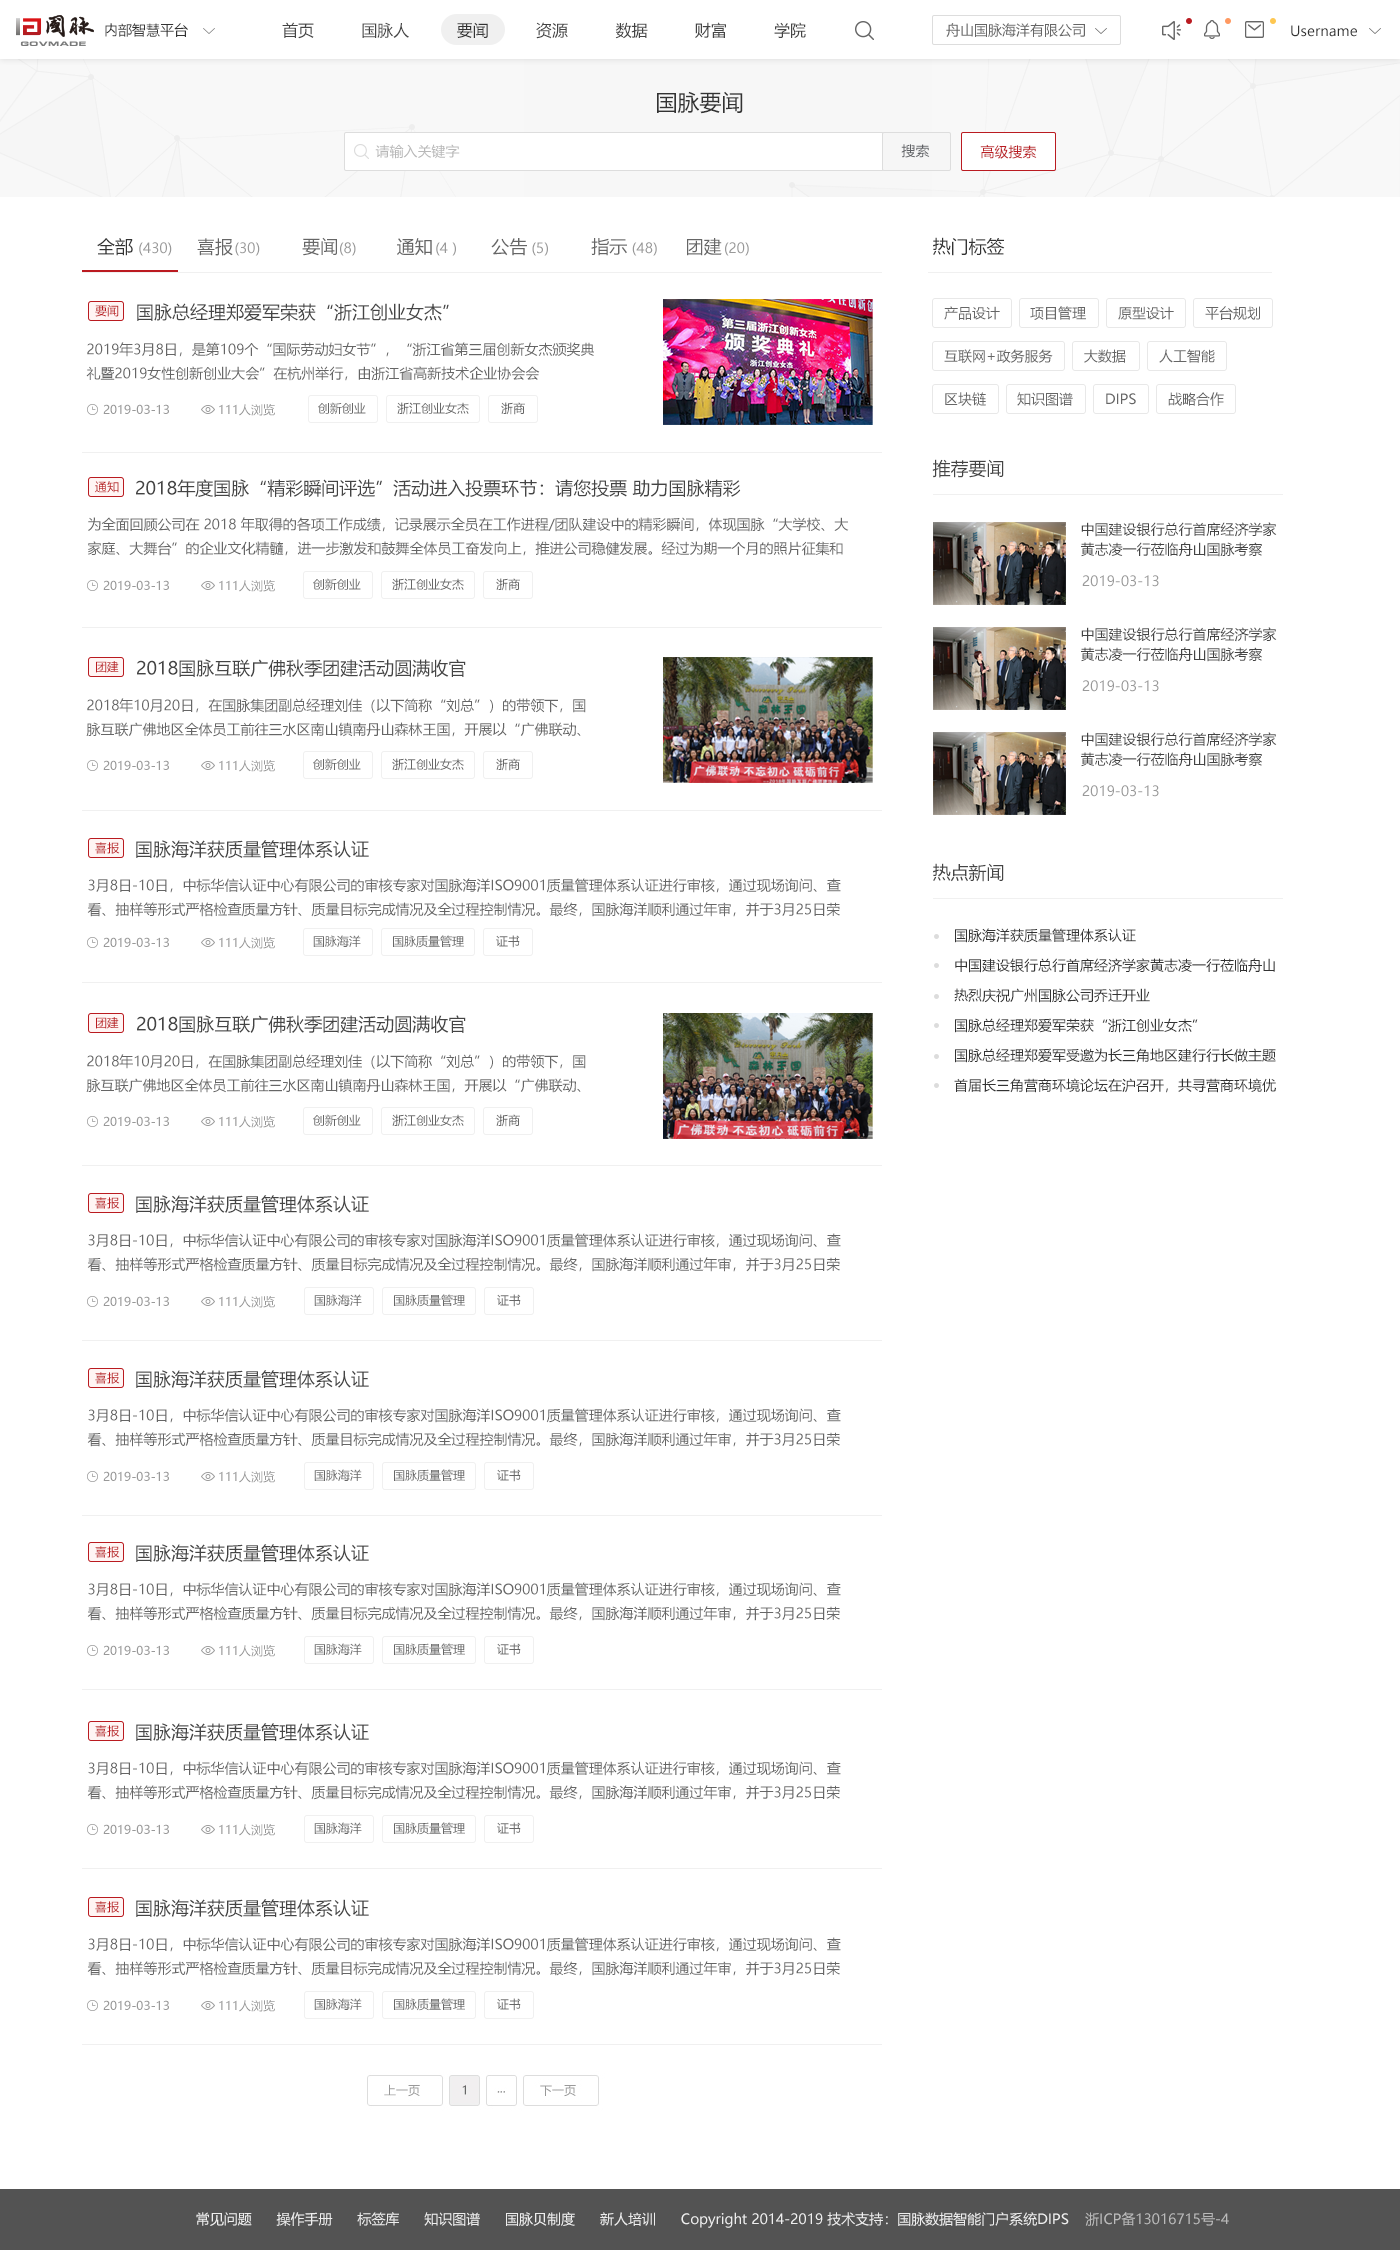 国脉 GOVMADE 内部智慧平台 首页 国脉人 要闻 资源 数据 财富 学院 舟山国脉海洋有限公司 Username
国脉要闻
请输入关键字 搜索 高级搜索
全部 (430) 喜报(30) 要闻(8) 通知(4 ) 公告 (5) 指示 (48) 团建(20)
要闻 国脉总经理郑爱军荣获“浙江创业女杰”
2019年3月8日，是第109个“国际劳动妇女节”，“浙江省第三届创新女杰颁奖典
礼暨2019女性创新创业大会”在杭州举行，由浙江省高新技术企业协会会
2019-03-13 111人浏览 创新创业 浙江创业女杰 浙商
第三届浙江创新女杰
颁奖典礼
浙江创业女杰
通知 2018年度国脉“精彩瞬间评选”活动进入投票环节：请您投票 助力国脉精彩
为全面回顾公司在 2018 年取得的各项工作成绩，记录展示全员在工作进程/团队建设中的精彩瞬间，体现国脉“大学校、大
家庭、大舞台”的企业文化精髓，进一步激发和鼓舞全体员工奋发向上，推进公司稳健发展。经过为期一个月的照片征集和
2019-03-13 111人浏览 创新创业 浙江创业女杰 浙商
团建 2018国脉互联广佛秋季团建活动圆满收官
2018年10月20日，在国脉集团副总经理刘佳（以下简称“刘总”）的带领下，国
脉互联广佛地区全体员工前往三水区南山镇南丹山森林王国，开展以“广佛联动、
2019-03-13 111人浏览 创新创业 浙江创业女杰 浙商
森林王国
广佛联动 不忘初心 砥砺前行
喜报 国脉海洋获质量管理体系认证
3月8日-10日，中标华信认证中心有限公司的审核专家对国脉海洋ISO9001质量管理体系认证进行审核，通过现场询问、查
看、抽样等形式严格检查质量方针、质量目标完成情况及全过程控制情况。最终，国脉海洋顺利通过年审，并于3月25日荣
2019-03-13 111人浏览 国脉海洋 国脉质量管理 证书
团建 2018国脉互联广佛秋季团建活动圆满收官
2018年10月20日，在国脉集团副总经理刘佳（以下简称“刘总”）的带领下，国
脉互联广佛地区全体员工前往三水区南山镇南丹山森林王国，开展以“广佛联动、
2019-03-13 111人浏览 创新创业 浙江创业女杰 浙商
森林王国
广佛联动 不忘初心 砥砺前行
喜报 国脉海洋获质量管理体系认证
3月8日-10日，中标华信认证中心有限公司的审核专家对国脉海洋ISO9001质量管理体系认证进行审核，通过现场询问、查
看、抽样等形式严格检查质量方针、质量目标完成情况及全过程控制情况。最终，国脉海洋顺利通过年审，并于3月25日荣
2019-03-13 111人浏览 国脉海洋 国脉质量管理 证书
喜报 国脉海洋获质量管理体系认证
3月8日-10日，中标华信认证中心有限公司的审核专家对国脉海洋ISO9001质量管理体系认证进行审核，通过现场询问、查
看、抽样等形式严格检查质量方针、质量目标完成情况及全过程控制情况。最终，国脉海洋顺利通过年审，并于3月25日荣
2019-03-13 111人浏览 国脉海洋 国脉质量管理 证书
喜报 国脉海洋获质量管理体系认证
3月8日-10日，中标华信认证中心有限公司的审核专家对国脉海洋ISO9001质量管理体系认证进行审核，通过现场询问、查
看、抽样等形式严格检查质量方针、质量目标完成情况及全过程控制情况。最终，国脉海洋顺利通过年审，并于3月25日荣
2019-03-13 111人浏览 国脉海洋 国脉质量管理 证书
喜报 国脉海洋获质量管理体系认证
3月8日-10日，中标华信认证中心有限公司的审核专家对国脉海洋ISO9001质量管理体系认证进行审核，通过现场询问、查
看、抽样等形式严格检查质量方针、质量目标完成情况及全过程控制情况。最终，国脉海洋顺利通过年审，并于3月25日荣
2019-03-13 111人浏览 国脉海洋 国脉质量管理 证书
喜报 国脉海洋获质量管理体系认证
3月8日-10日，中标华信认证中心有限公司的审核专家对国脉海洋ISO9001质量管理体系认证进行审核，通过现场询问、查
看、抽样等形式严格检查质量方针、质量目标完成情况及全过程控制情况。最终，国脉海洋顺利通过年审，并于3月25日荣
2019-03-13 111人浏览 国脉海洋 国脉质量管理 证书
上一页 1 ... 下一页
热门标签
产品设计 项目管理 原型设计 平台规划
互联网+政务服务 大数据 人工智能
区块链 知识图谱 DIPS 战略合作
推荐要闻
中国建设银行总行首席经济学家
黄志凌一行莅临舟山国脉考察
2019-03-13
中国建设银行总行首席经济学家
黄志凌一行莅临舟山国脉考察
2019-03-13
中国建设银行总行首席经济学家
黄志凌一行莅临舟山国脉考察
2019-03-13
热点新闻
国脉海洋获质量管理体系认证
中国建设银行总行首席经济学家黄志凌一行莅临舟山
热烈庆祝广州国脉公司乔迁开业
国脉总经理郑爱军荣获“浙江创业女杰”
国脉总经理郑爱军受邀为长三角地区建行行长做主题
首届长三角营商环境论坛在沪召开，共寻营商环境优
常见问题 操作手册 标签库 知识图谱 国脉贝制度 新人培训 Copyright 2014-2019 技术支持：国脉数据智能门户系统DIPS 浙ICP备13016715号-4